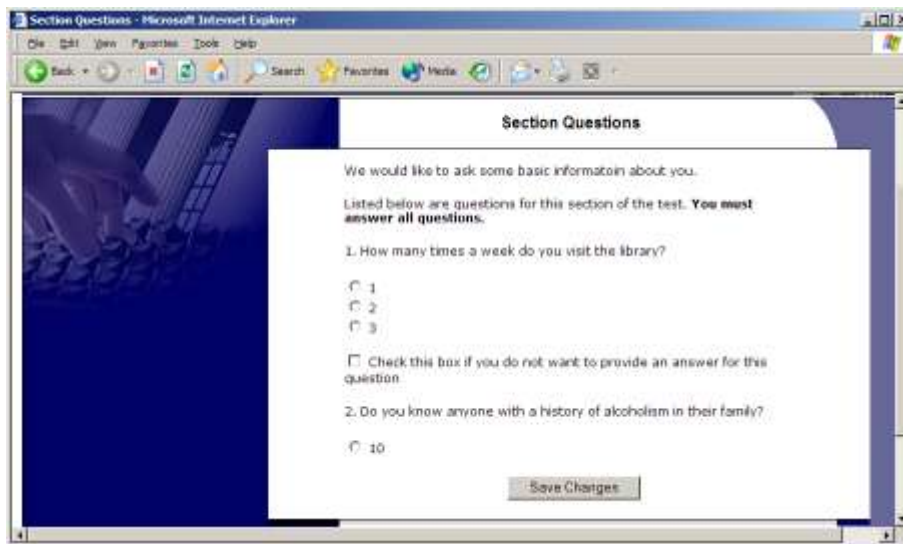 Section Questions - Microsoft Internet Explorer
File Edit View Favorites Tools Help
Back Search Favorites Media
Section Questions
We would like to ask some basic informatoin about you.
Listed below are questions for this section of the test. You must
answer all questions.
1. How many times a week do you visit the library?
1
2
3
Check this box if you do not want to provide an answer for this
question
2. Do you know anyone with a history of alcoholism in their family?
10
Save Changes